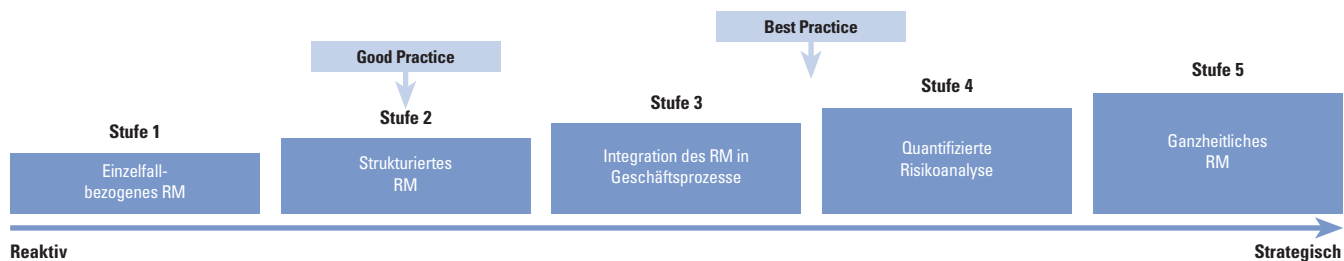 Best Practice
Good Practice
Stufe 1
Stufe 2
Stufe 3
Stufe 4
Stufe 5
Einzelfall-
bezogenes RM
Strukturiertes
RM
Integration des RM in
Geschäftsprozesse
Quantifizierte
Risikoanalyse
Ganzheitliches
RM
Reaktiv
Strategisch